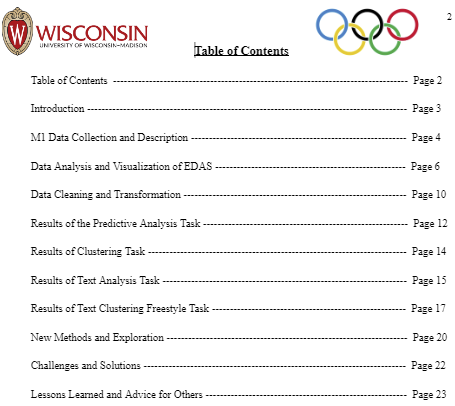 2
WISCONSIN
UNIVERSITY OF WISCONSIN–MADISON
Table of Contents
Table of Contents ---------------------------------------------------------------------------------- Page 2
Introduction ----------------------------------------------------------------------------------------- Page 3
M1 Data Collection and Description ------------------------------------------------------------ Page 4
Data Analysis and Visualization of EDAS ----------------------------------------------------- Page 6
Data Cleaning and Transformation -------------------------------------------------------------- Page 10
Results of the Predictive Analysis Task --------------------------------------------------------- Page 12
Results of Clustering Task ------------------------------------------------------------------------ Page 14
Results of Text Analysis Task -------------------------------------------------------------------- Page 15
Results of Text Clustering Freestyle Task ------------------------------------------------------ Page 17
New Methods and Exploration ------------------------------------------------------------------- Page 20
Challenges and Solutions ------------------------------------------------------------------------- Page 22
Lessons Learned and Advice for Others -------------------------------------------------------- Page 23